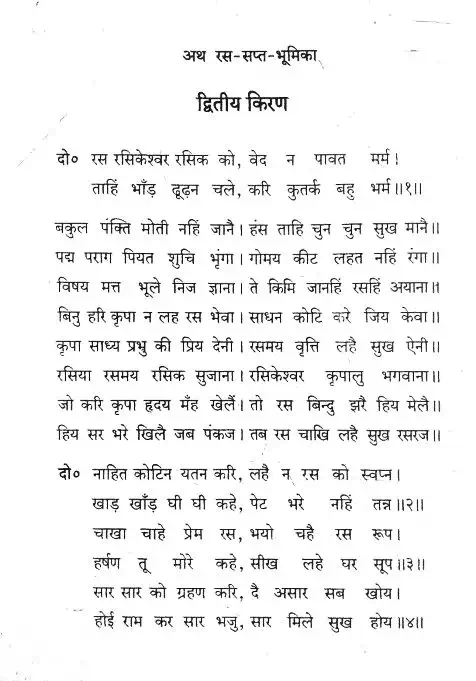 अथ रस-सप्त-भूमिका
द्वितीय किरण
दो० रस रसिकेश्वर रसिक को, वेद न पावत मर्म।
ताहिं भाँड़ ढूढ़न चले, करि कुतर्क बहु भर्म॥१॥
बकुल पंक्ति मोती नहिं जानै। हंस ताहि चुन चुन सुख मानै॥
पद्म पराग पियत शुचि भृंगा। गोमय कीट लहत नहिं रंगा॥
विषय मत्त भूले निज ज्ञाना। ते किमि जानहिं रसहिं अयाना॥
बिनु हरि कृपा न लह रस भेवा। साधन कोटि करे जिय केवा॥
कृपा साध्य प्रभु की प्रिय देनी। रसमय वृत्ति लहै सुख ऐनी॥
रसिया रसमय रसिक सुजाना। रसिकेश्वर कृपालु भगवाना॥
जो करि कृपा हृदय मँह खेलैं। तो रस बिन्दु झरै हिय मेलै॥
हिय सर भरे खिलै जब पंकज। तब रस चाखि लहै सुख रसरज॥
दो० नाहित कोटिन यतन करि, लहै न रस को स्वप्न।
खाड़ खाँड़ घी घी कहे, पेट भरे नहिं तन्न॥२॥
चाखा चाहे प्रेम रस, भयो चहै रस रूप।
हर्षण तू मोरे कहे, सीख लहे घर सूप॥३॥
सार सार को ग्रहण करि, दै असार सब खोय।
होई राम कर सार भजु, सार मिले सुख होय॥४॥